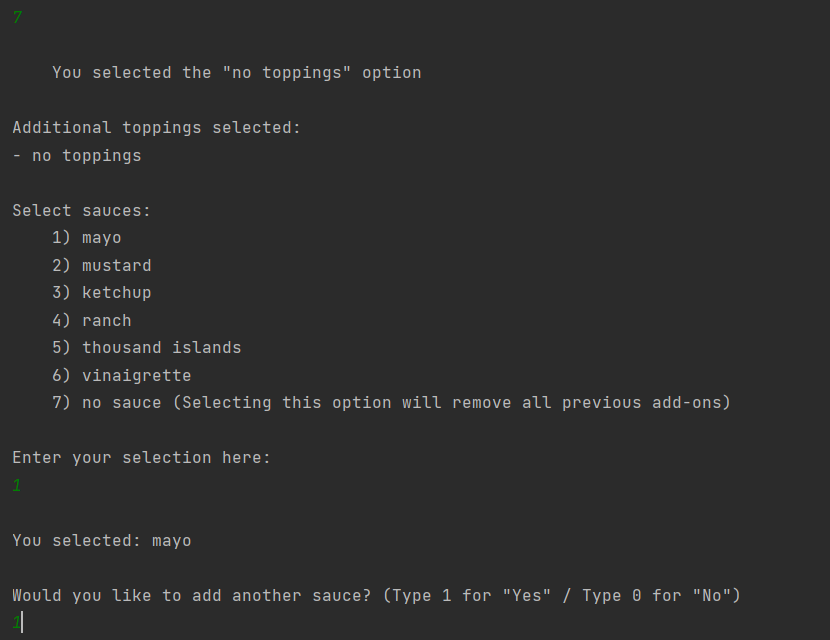 7
You selected the "no toppings" option
Additional toppings selected:
- no toppings
Select sauces:
1) mayo
2) mustard
3) ketchup
4) ranch
5) thousand islands
6) vinaigrette
7) no sauce (Selecting this option will remove all previous add-ons)
Enter your selection here:
1
You selected: mayo
Would you like to add another sauce? (Type 1 for "Yes" / Type 0 for "No")
1